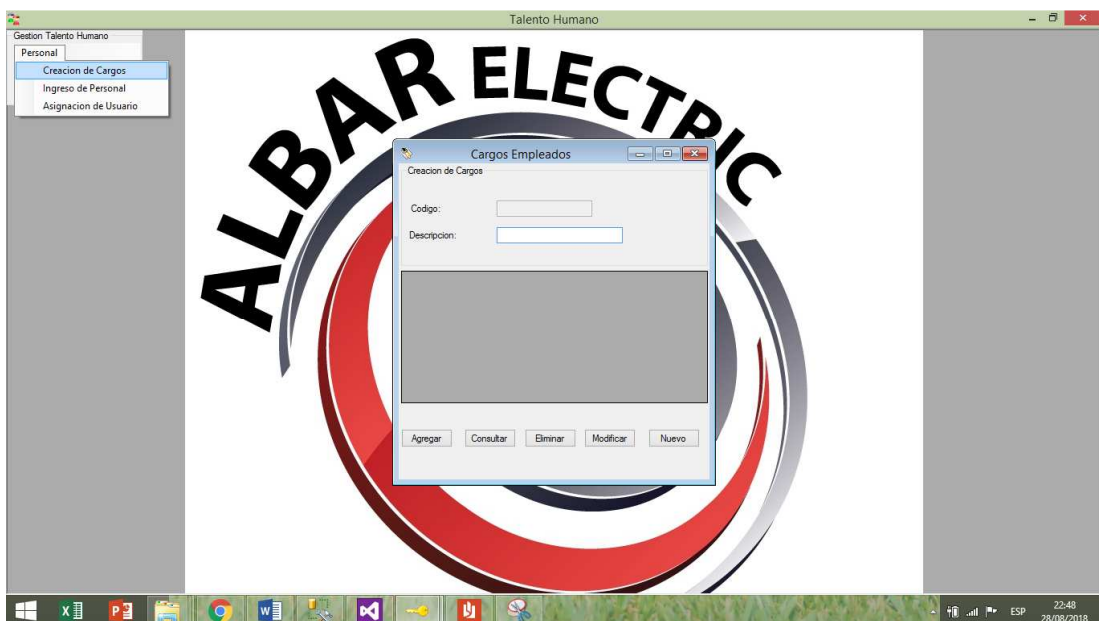 Talento Humano
Gestion Talento Humano
Personal
Creacion de Cargos
Ingreso de Personal
Asignacion de Usuario
ALBAR ELECTRIC
Cargos Empleados
Creacion de Cargos
Codigo:
Descripcion:
Agregar Consultar Eliminar Modificar Nuevo
ESP 22:48
28/08/2018